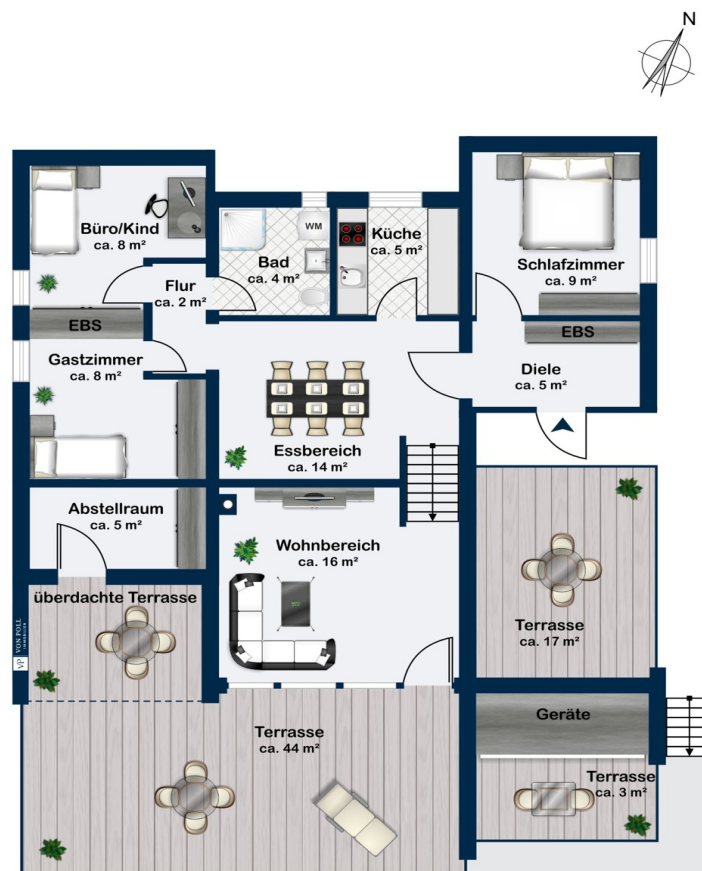 N
Büro/Kind
ca. 8 m²
Flur
ca. 2 m²
Bad
ca. 4 m²
WM
Küche
ca. 5 m²
Schlafzimmer
ca. 9 m²
EBS
Gastzimmer
ca. 8 m²
EBS
Diele
ca. 5 m²
Essbereich
ca. 14 m²
Abstellraum
ca. 5 m²
Wohnbereich
ca. 16 m²
überdachte Terrasse
Terrasse
ca. 17 m²
VP
VON POLL
IMMOBILIEN
Terrasse
ca. 44 m²
Geräte
Terrasse
ca. 3 m²